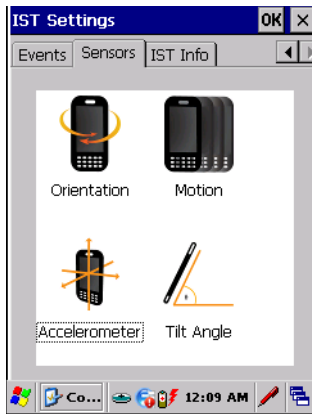 IST Settings OK ×
Events Sensors IST Info
Orientation Motion
Accelerometer Tilt Angle
Co... 12:09 AM